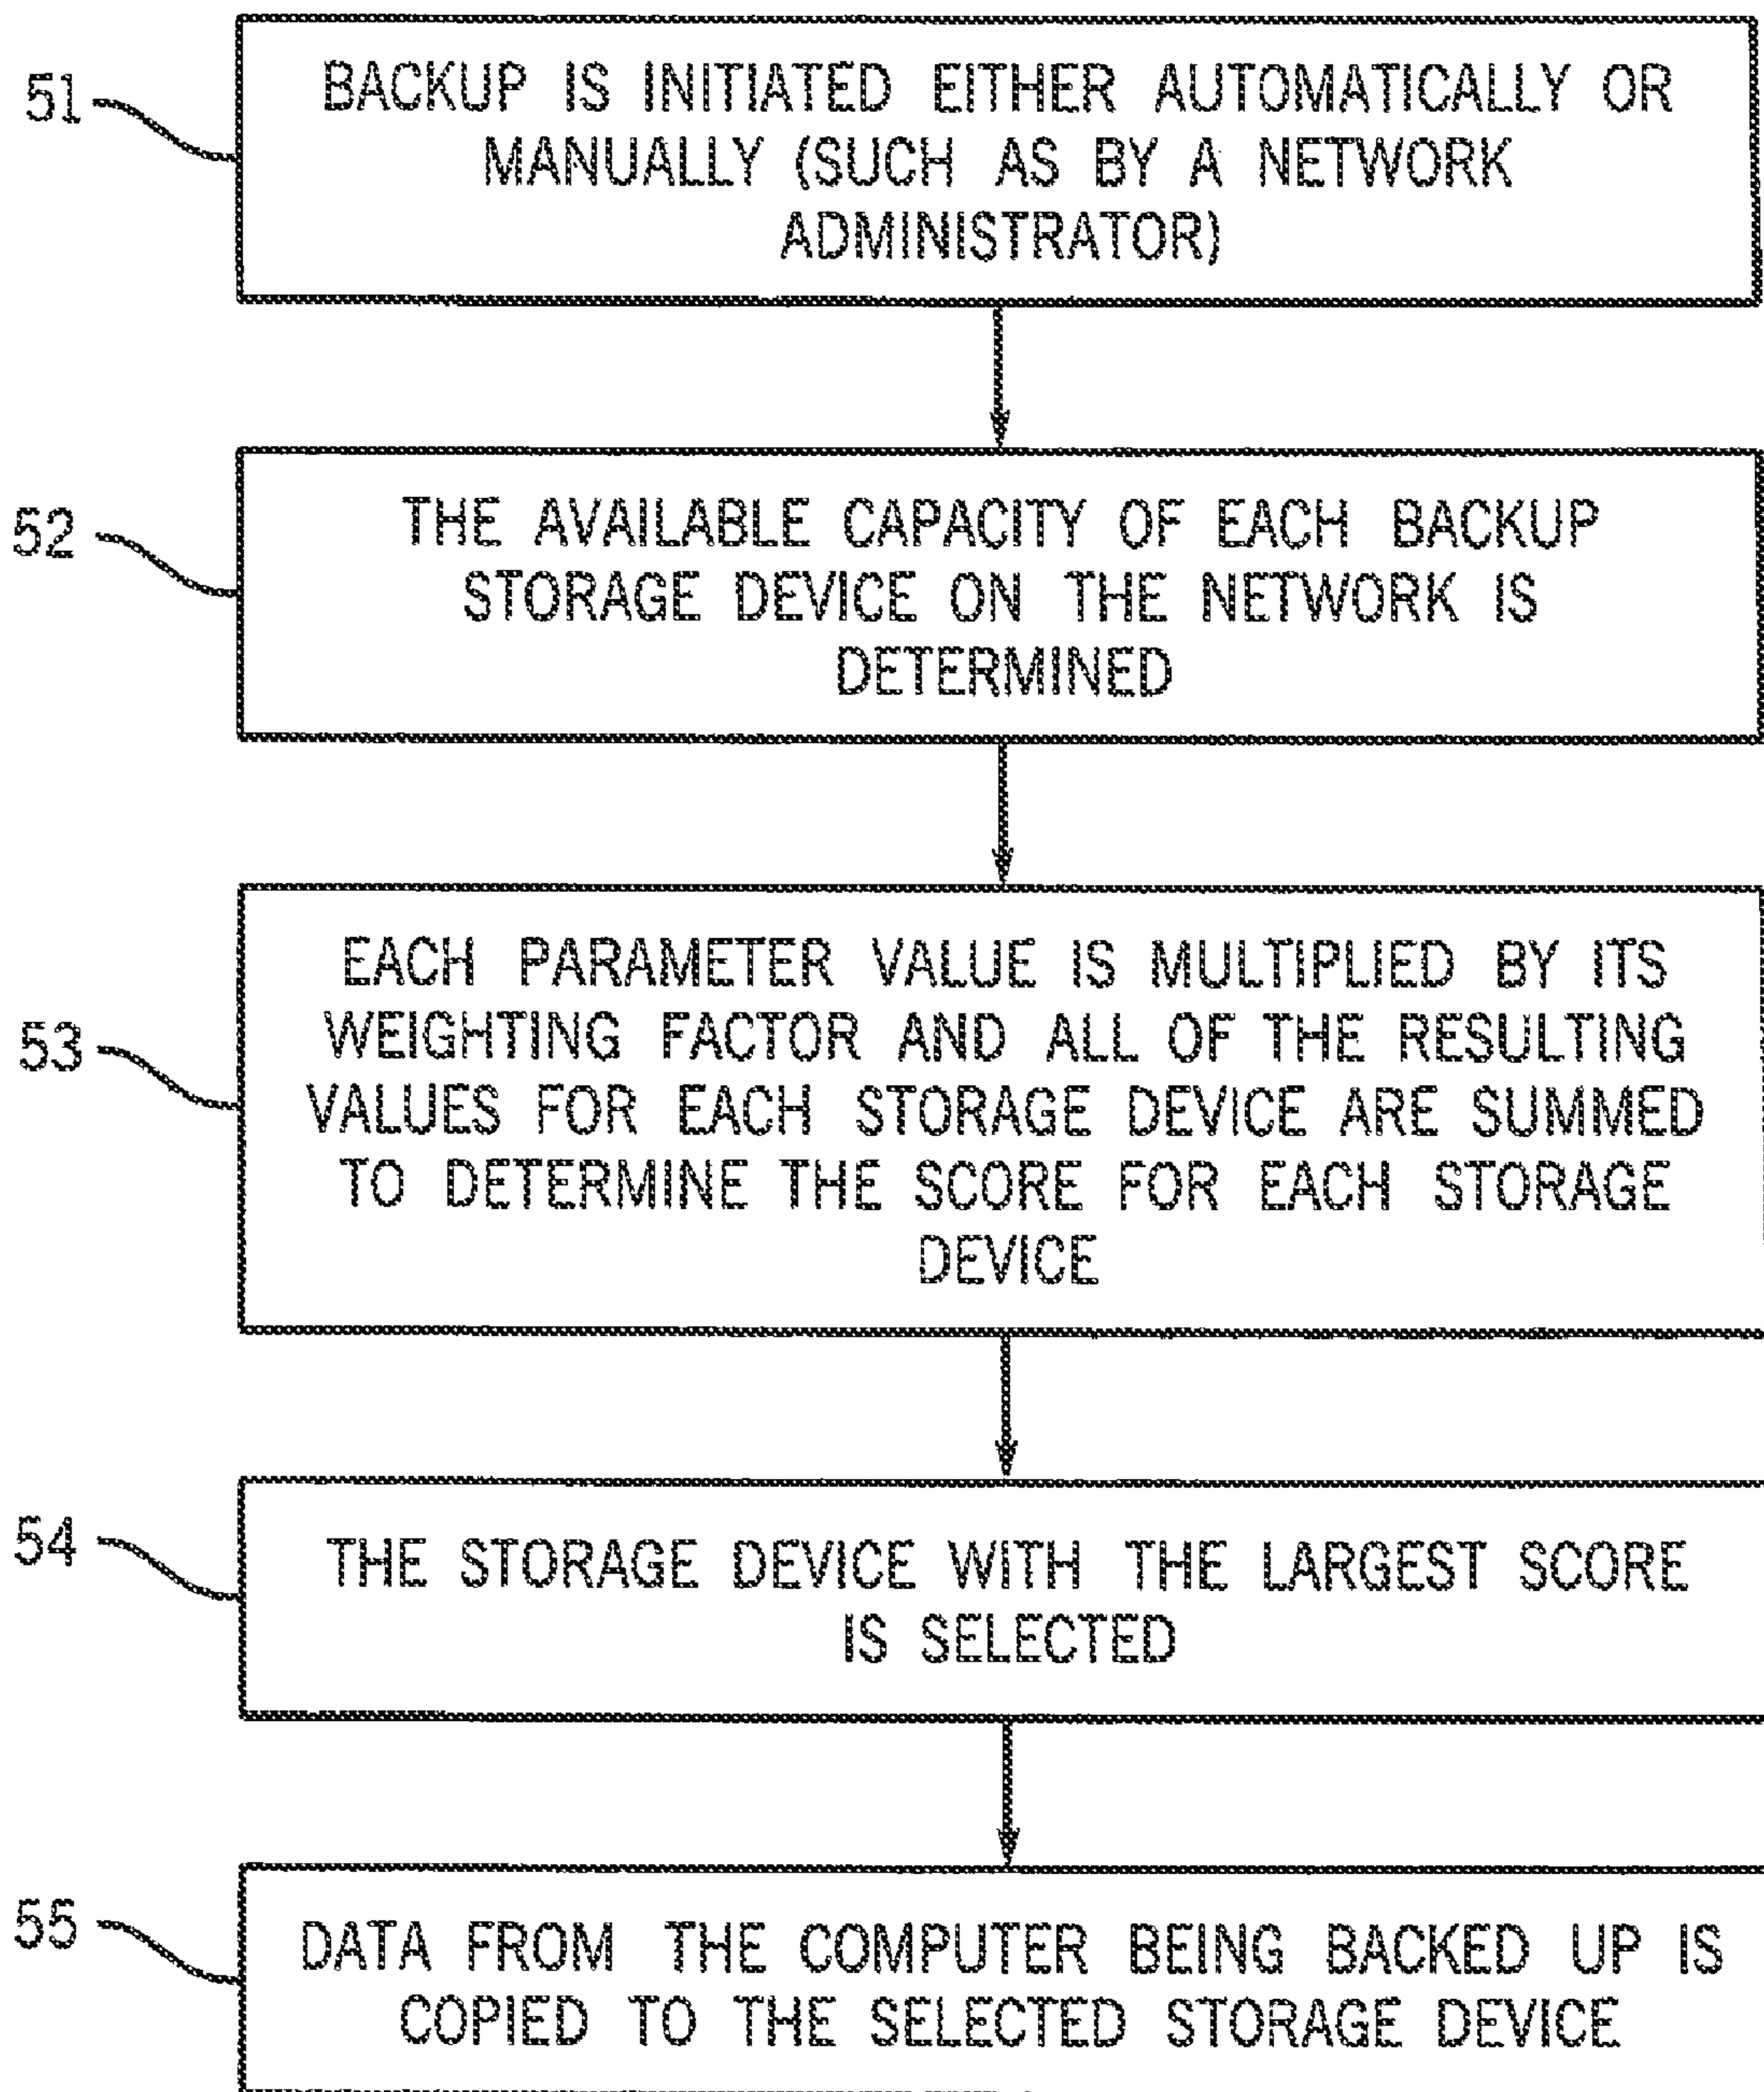 51
BACKUP IS INITIATED EITHER AUTOMATICALLY OR
MANUALLY (SUCH AS BY A NETWORK
ADMINISTRATOR)
52
THE AVAILABLE CAPACITY OF EACH BACKUP
STORAGE DEVICE ON THE NETWORK IS
DETERMINED
53
EACH PARAMETER VALUE IS MULTIPLIED BY ITS
WEIGHTING FACTOR AND ALL OF THE RESULTING
VALUES FOR EACH STORAGE DEVICE ARE SUMMED
TO DETERMINE THE SCORE FOR EACH STORAGE
DEVICE
54
THE STORAGE DEVICE WITH THE LARGEST SCORE
IS SELECTED
55
DATA FROM THE COMPUTER BEING BACKED UP IS
COPIED TO THE SELECTED STORAGE DEVICE